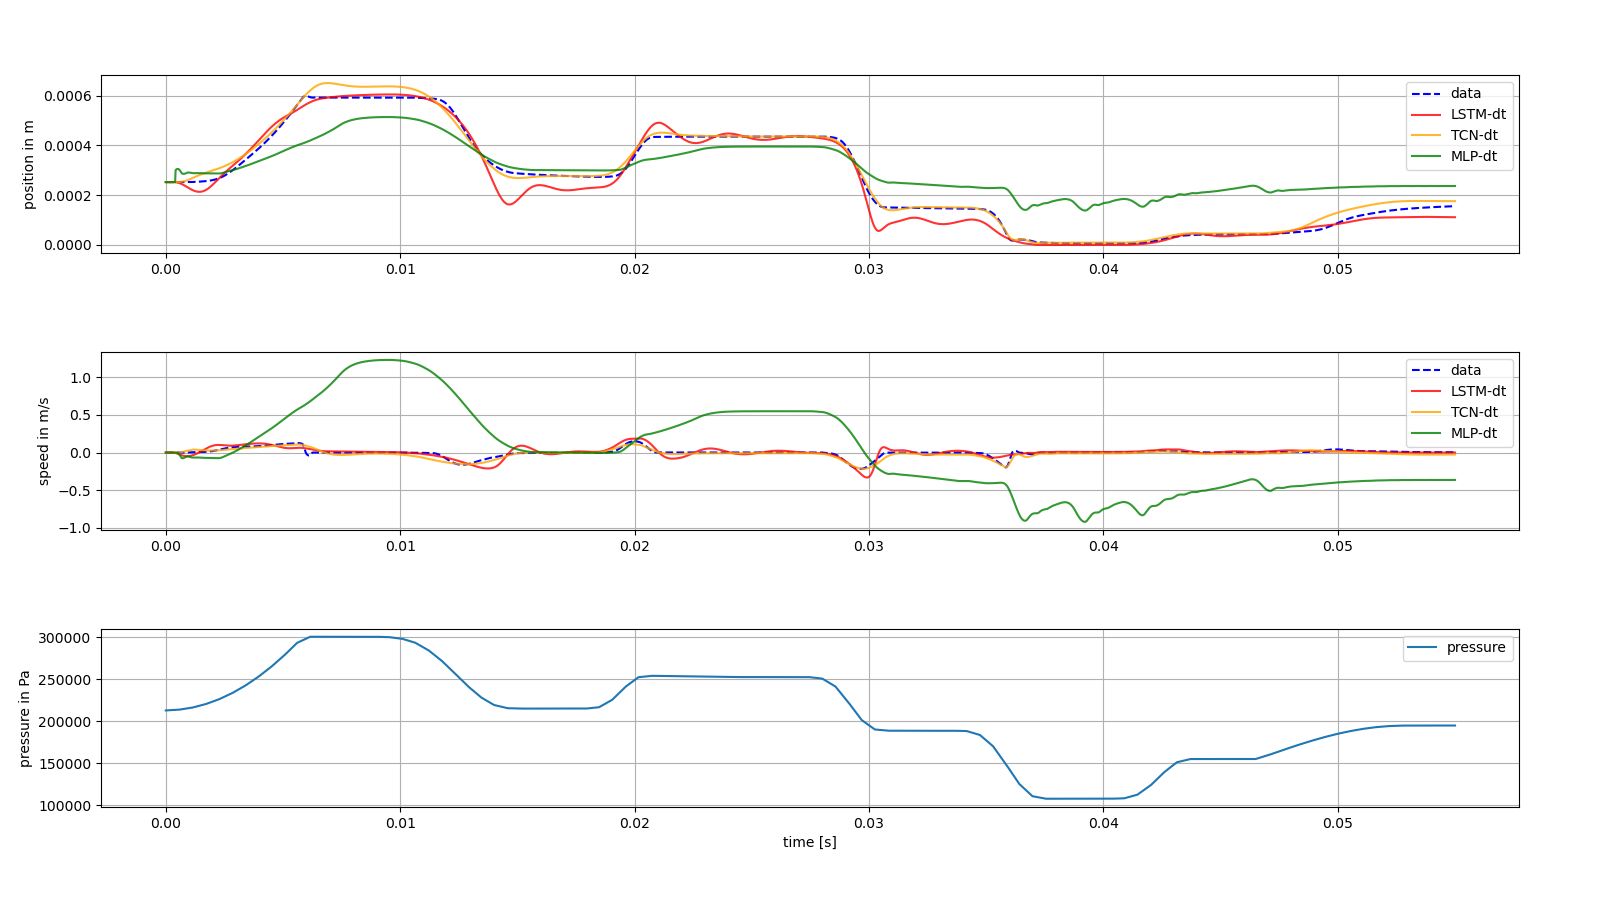 position in m
0.0006
0.0004
0.0002
0.0000
0.00 0.01 0.02 0.03 0.04 0.05
data
LSTM-dt
TCN-dt
MLP-dt
speed in m/s
1.0
0.5
0.0
−0.5
−1.0
0.00 0.01 0.02 0.03 0.04 0.05
data
LSTM-dt
TCN-dt
MLP-dt
pressure in Pa
300000
250000
200000
150000
100000
0.00 0.01 0.02 0.03 0.04 0.05
pressure
time [s]